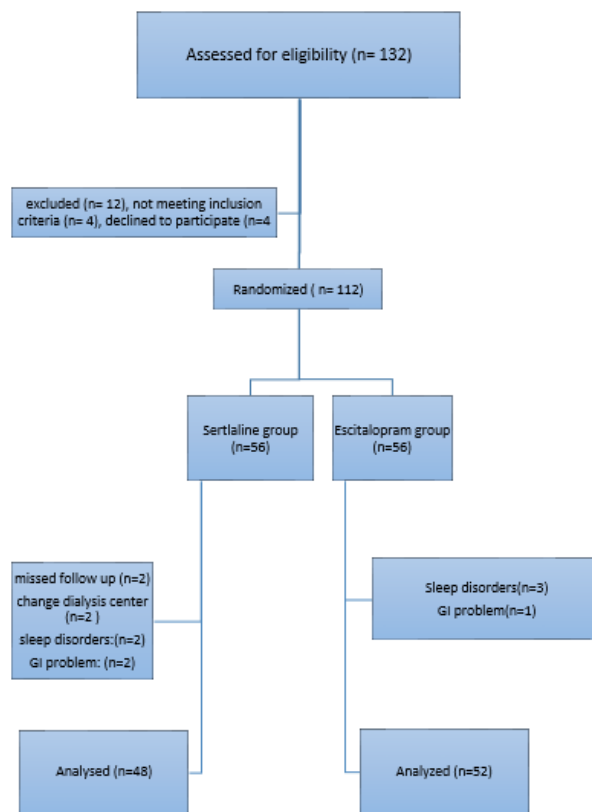 Assessed for eligibility (n= 132)
excluded (n= 12), not meeting inclusion
criteria (n= 4), declined to participate (n=4
Randomized ( n= 112)
Sertlaline group
(n=56)
Escitalopram group
(n=56)
missed follow up (n=2)
change dialysis center
(n=2 )
sleep disorders:(n=2)
GI problem: (n=2)
Sleep disorders(n=3)
GI problem(n=1)
Analysed (n=48)
Analyzed (n=52)